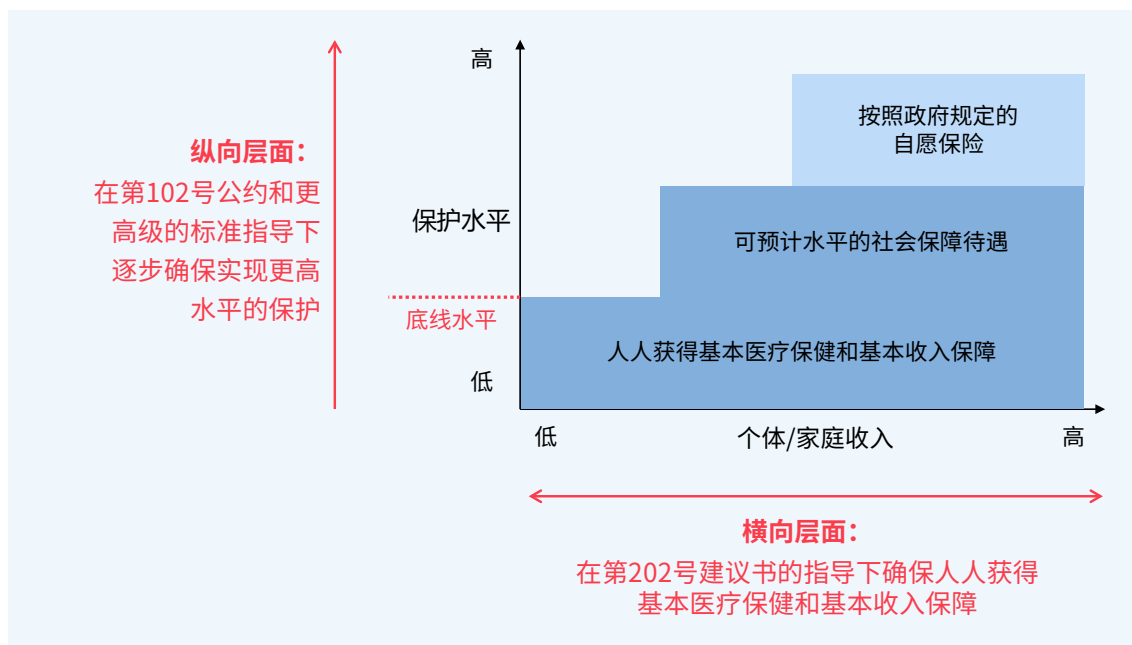 高
按照政府规定的
自愿保险
纵向层面：
在第102号公约和更
高级的标准指导下
逐步确保实现更高
水平的保护
保护水平
可预计水平的社会保障待遇
底线水平
人人获得基本医疗保健和基本收入保障
低
低
个体/家庭收入
高
横向层面：
在第202号建议书的指导下确保人人获得
基本医疗保健和基本收入保障